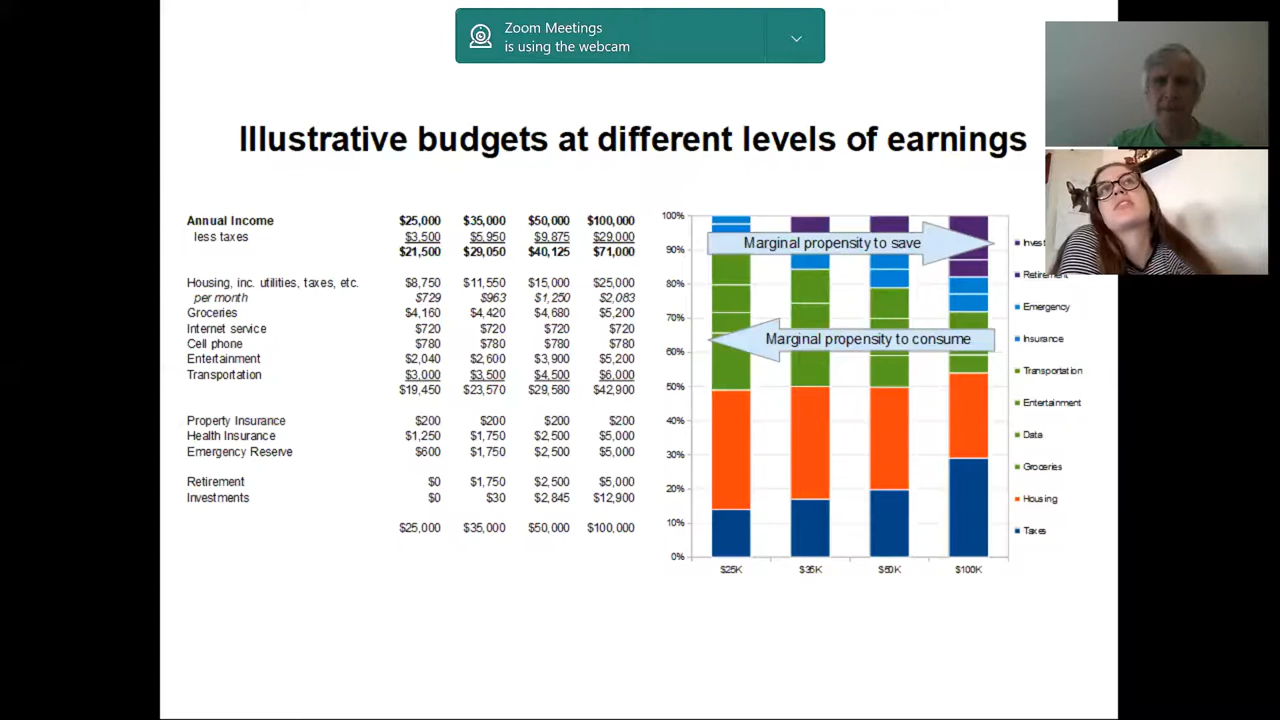 Zoom Meetings
is using the webcam
Illustrative budgets at different levels of earnings
Annual Income $25,000 $35,000 $50,000 $100,000
less taxes $3,500 $5,950 $9,875 $29,000
$21,500 $29,050 $40,125 $71,000
Housing, inc. utilities, taxes, etc. $8,750 $11,550 $15,000 $25,000
per month $729 $963 $1,250 $2,083
Groceries $4,160 $4,420 $4,680 $5,200
Internet service $720 $720 $720 $720
Cell phone $780 $780 $780 $780
Entertainment $2,040 $2,600 $3,900 $5,200
Transportation $3,000 $3,500 $4,500 $6,000
$19,450 $23,570 $29,580 $42,900
Property Insurance $200 $200 $200 $200
Health Insurance $1,250 $1,750 $2,500 $5,000
Emergency Reserve $600 $1,750 $2,500 $5,000
Retirement $0 $1,750 $2,500 $5,000
Investments $0 $30 $2,845 $12,900
$25,000 $35,000 $50,000 $100,000
100%
90%
80%
70%
60%
50%
40%
30%
20%
10%
0%
Marginal propensity to save
Marginal propensity to consume
$25K $35K $50K $100K
Invest
Retirement
Emergency
Insurance
Transportation
Entertainment
Data
Groceries
Housing
Taxes